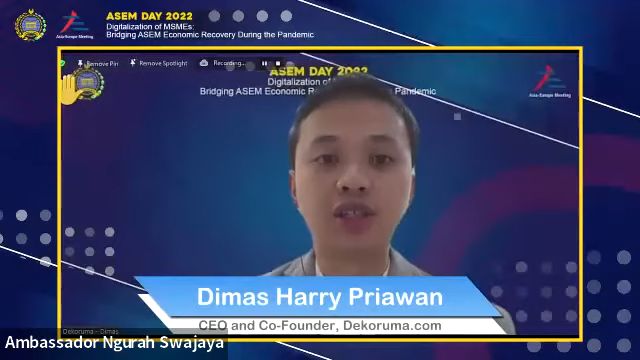 ASEM DAY 2022
Digitalization of MSMEs:
Bridging ASEM Economic Recovery During the Pandemic
Asia-Europe Meeting
Remove Pin
Remove Spotlight
Recording...
ASEM DAY 2022
Digitalization of
Bridging ASEM Economic Pandemic
Asia-Europe Meeting
Dimas Harry Priawan
CEO and Co-Founder, Dekoruma.com
Dekoruma - Dimas
Ambassador Ngurah Swajaya